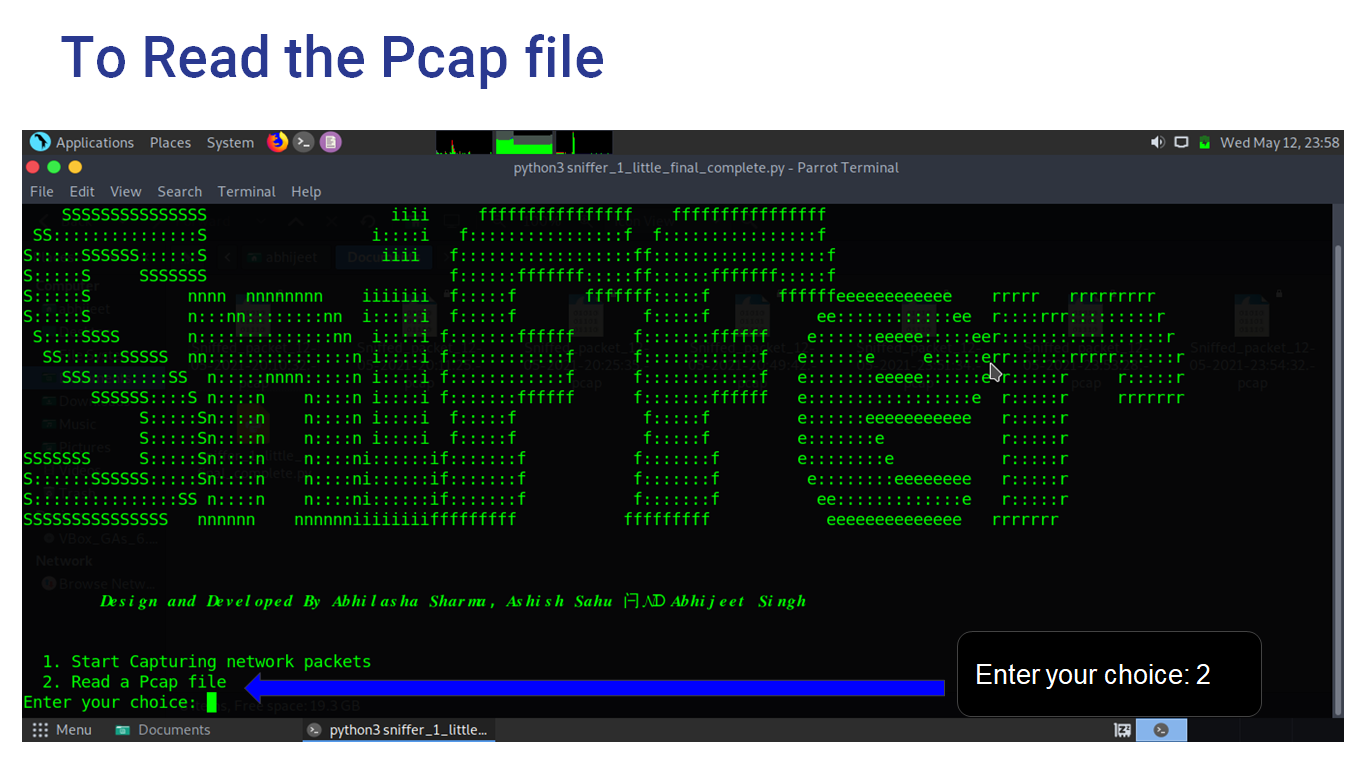 To Read the Pcap file
Applications Places System
Wed May 12, 23:58
python3 sniffer_1_little_final_complete.py - Parrot Terminal
File Edit View Search Terminal Help
   SSSSSSSSSSSSSSS                   iiii     ffffffffffffffff    ffffffffffffffff
 SS:::::::::::::::S                 i::::i   f::::::::::::::::f  f::::::::::::::::f
S:::::SSSSSS::::::S                  iiii   f::::::::::::::::::ff::::::::::::::::::f
S:::::S     SSSSSSS                         f::::::fffffff:::::ff::::::fffffff:::::f
S:::::S          nnnn  nnnnnnnn    iiiiiii  f:::::f       fffffff:::::f       ffffffeeeeeeeeeeee    rrrrr   rrrrrrrrr
S:::::S          n:::nn::::::::nn  i:::::i  f:::::f             f:::::f           ee::::::::::::ee  r::::rrr:::::::::r
 S::::SSSS       n::::::::::::::nn  i::::i f:::::::ffffff      f:::::::ffffff    e::::::eeeee:::::eer:::::::::::::::::r
  SS::::::SSSSS  nn:::::::::::::::n i::::i f::::::::::::f      f::::::::::::f   e::::::e     e:::::err::::::rrrrr::::::r
    SSS::::::::SS  n:::::nnnn:::::n i::::i f::::::::::::f      f::::::::::::f   e:::::::eeeee::::::e r:::::r     r:::::r
       SSSSSS::::S n::::n    n::::n i::::i f:::::::ffffff      f:::::::ffffff   e:::::::::::::::::e  r:::::r     rrrrrrr
            S:::::Sn::::n    n::::n i::::i  f:::::f             f:::::f         e::::::eeeeeeeeeee   r:::::r
            S:::::Sn::::n    n::::n i::::i  f:::::f             f:::::f         e:::::::e            r:::::r
SSSSSSS     S:::::Sn::::n    n::::ni::::::if:::::::f           f:::::::f        e::::::::e           r:::::r
S::::::SSSSSS:::::Sn::::n    n::::ni::::::if:::::::f           f:::::::f         e::::::::eeeeeeee   r:::::r
S:::::::::::::::SS n::::n    n::::ni::::::if:::::::f           f:::::::f          ee:::::::::::::e   r:::::r
SSSSSSSSSSSSSSS   nnnnnn    nnnnnniiiiiiiifffffffff           fffffffff            eeeeeeeeeeeeee   rrrrrrr
Design and Developed By Abhilasha Sharma, Ashish Sahu Abhijeet Singh
1. Start Capturing network packets
2. Read a Pcap file
Enter your choice:
Enter your choice: 2
Menu Documents python3 sniffer_1_little...